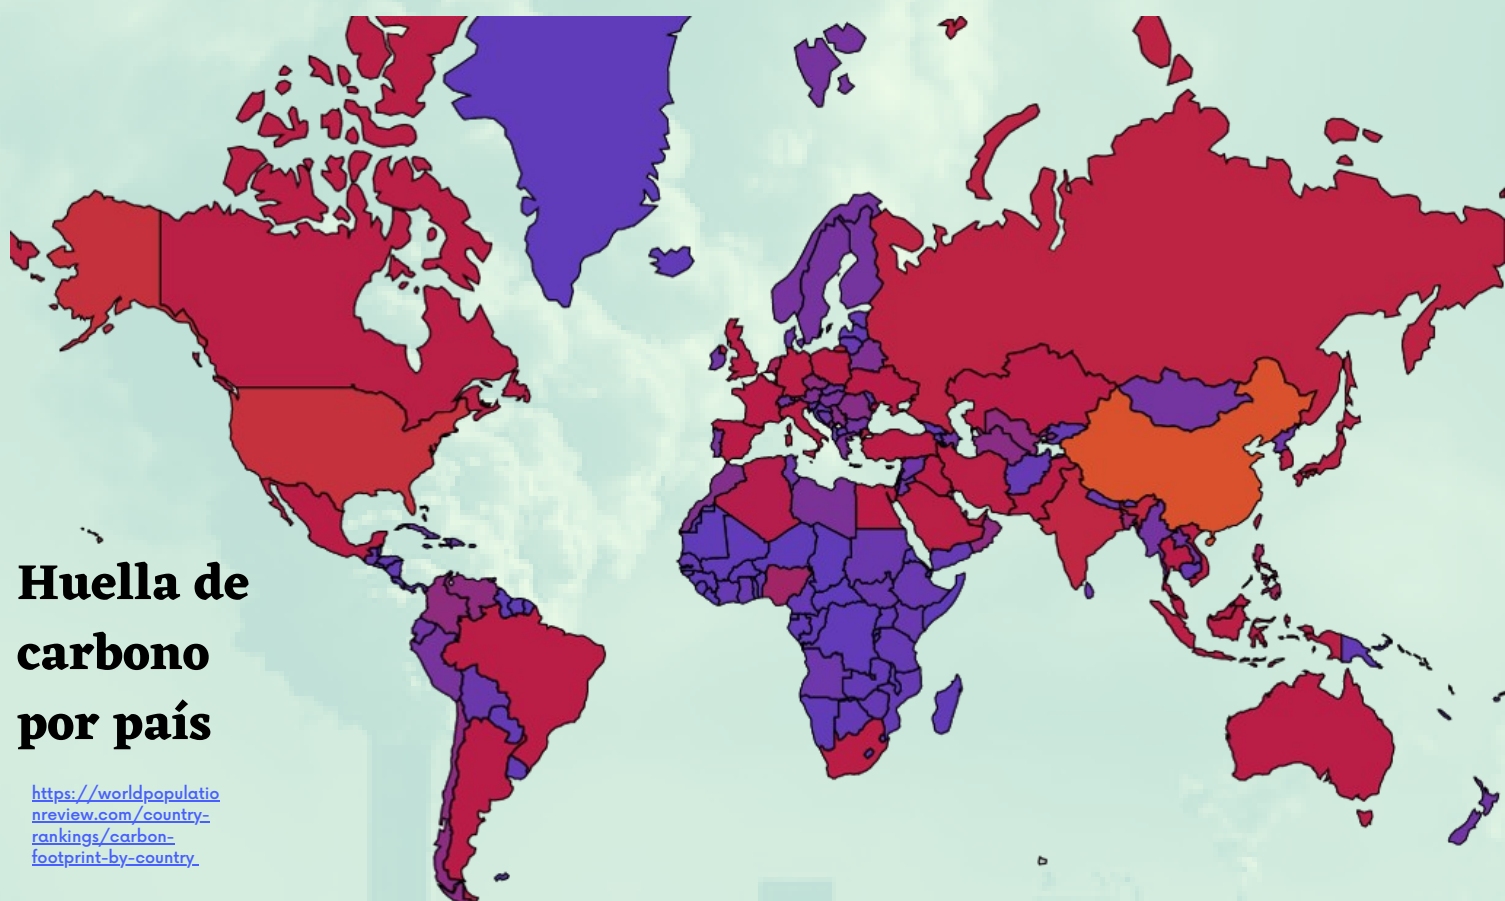 Huella de
carbono
por país
https://worldpopulatio
nreview.com/country-
rankings/carbon-
footprint-by-country